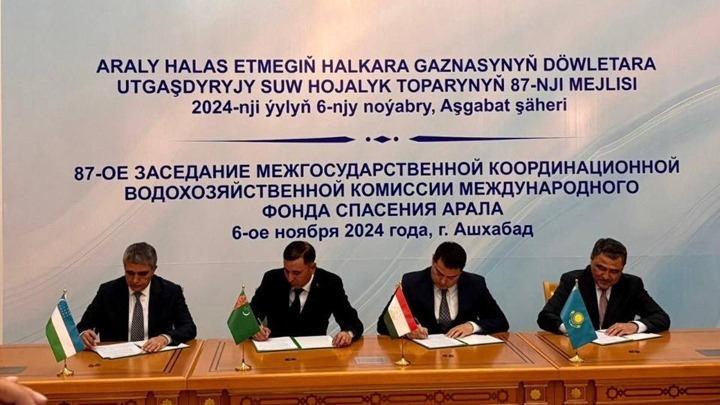 ARALY HALAS ETMEGIŇ HALKARA GAZNASYNYŇ DÖWLETARA
UTGAŞDYRYJY SUW HOJALYK TOPARYNYŇ 87-NJI MEJLISI
2024-nji ýylyň 6-njy noýabry, Aşgabat şäheri
87-ОЕ ЗАСЕДАНИЕ МЕЖГОСУДАРСТВЕННОЙ КООРДИНАЦИОННОЙ
ВОДОХОЗЯЙСТВЕННОЙ КОМИССИИ МЕЖДУНАРОДНОГО
ФОНДА СПАСЕНИЯ АРАЛА
6-ое ноября 2024 года, г. Ашхабад